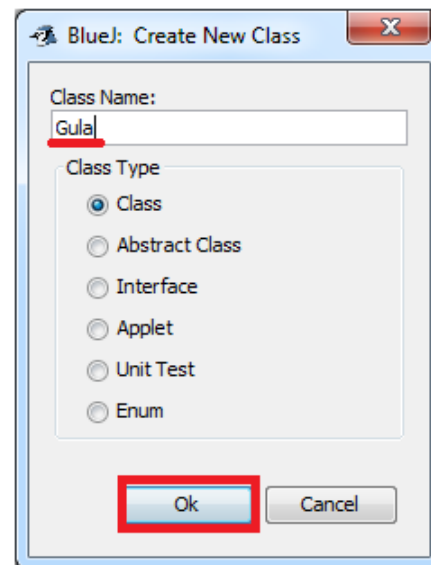 BlueJ: Create New Class
Class Name:
Gula
Class Type
Class
Abstract Class
Interface
Applet
Unit Test
Enum
Ok
Cancel